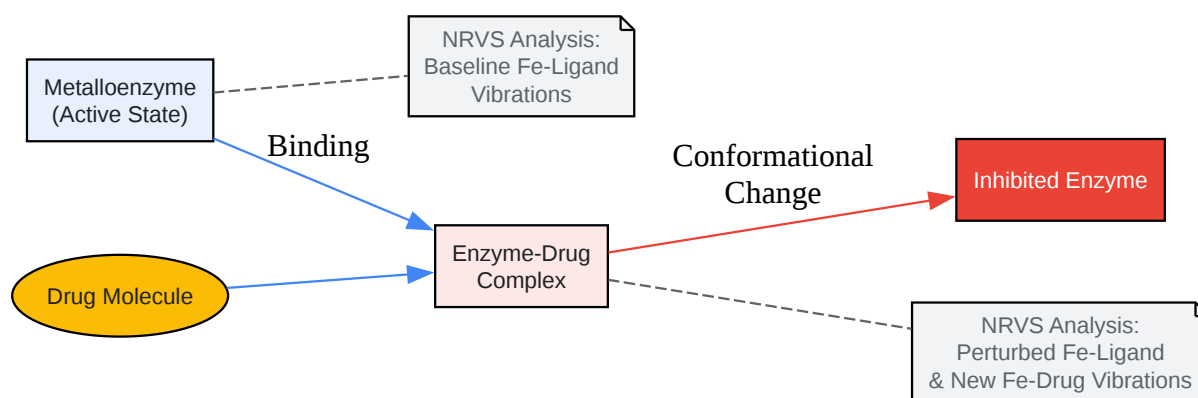 NRVS Analysis:
Baseline Fe-Ligand
Vibrations
Metalloenzyme
(Active State)
Binding
Conformational
Change
Inhibited Enzyme
Enzyme-Drug
Complex
Drug Molecule
NRVS Analysis:
Perturbed Fe-Ligand
& New Fe-Drug Vibrations